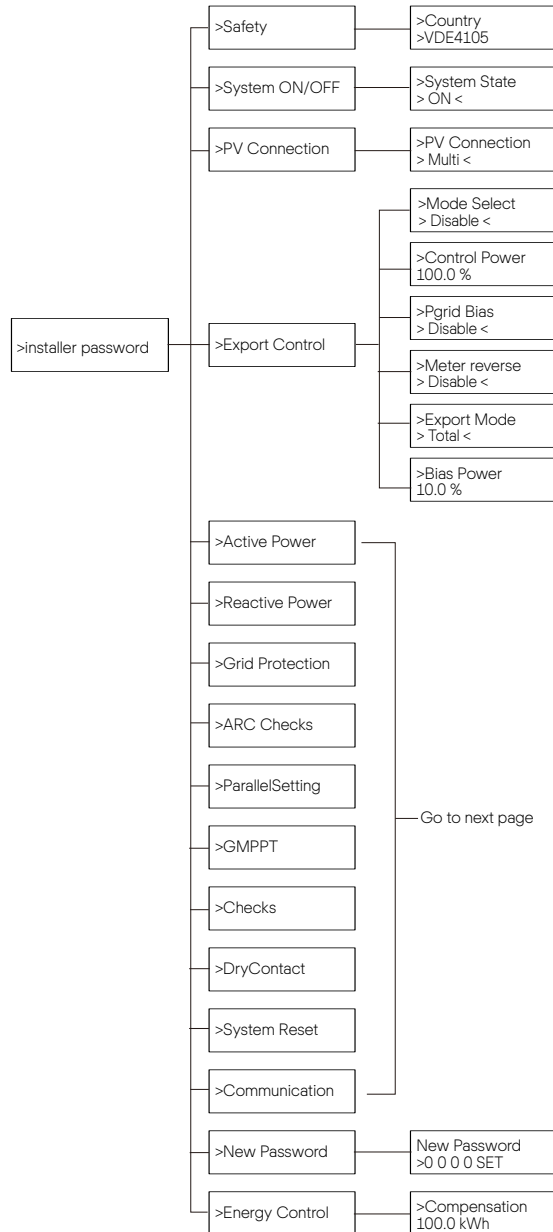 >Safety
>Country
>VDE4105
>System ON/OFF
>System State
> ON <
>PV Connection
>PV Connection
> Multi <
>installer password
>Export Control
>Mode Select
> Disable <
>Control Power
100.0 %
>Pgrid Bias
> Disable <
>Meter reverse
> Disable <
>Export Mode
> Total <
>Bias Power
10.0 %
>Active Power
>Reactive Power
>Grid Protection
>ARC Checks
>ParallelSetting
>GMPPT
>Checks
>DryContact
>System Reset
>Communication
Go to next page
>New Password
New Password
>0 0 0 0 SET
>Energy Control
>Compensation
100.0 kWh